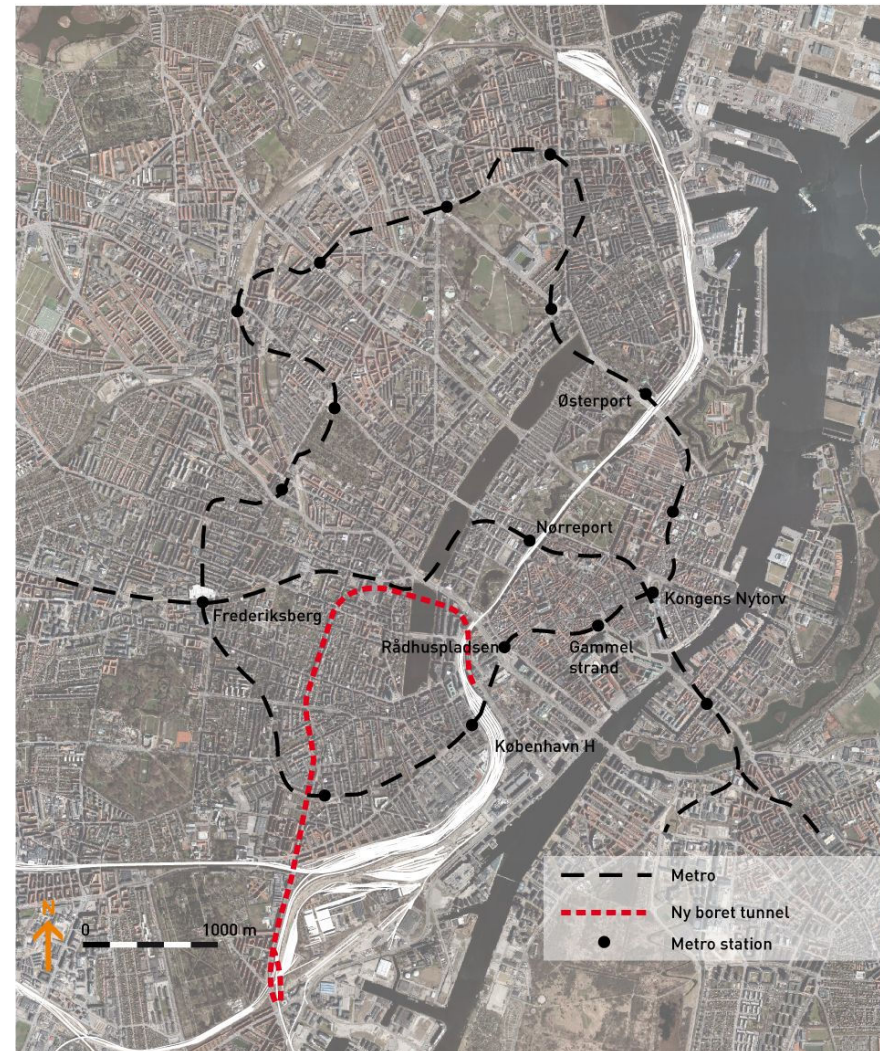 Østerport
Nørreport
Kongens Nytorv
Frederiksberg
Rådhuspladsen
Gammel
strand
København H
N
0
1000 m
Metro
Ny boret tunnel
Metro station